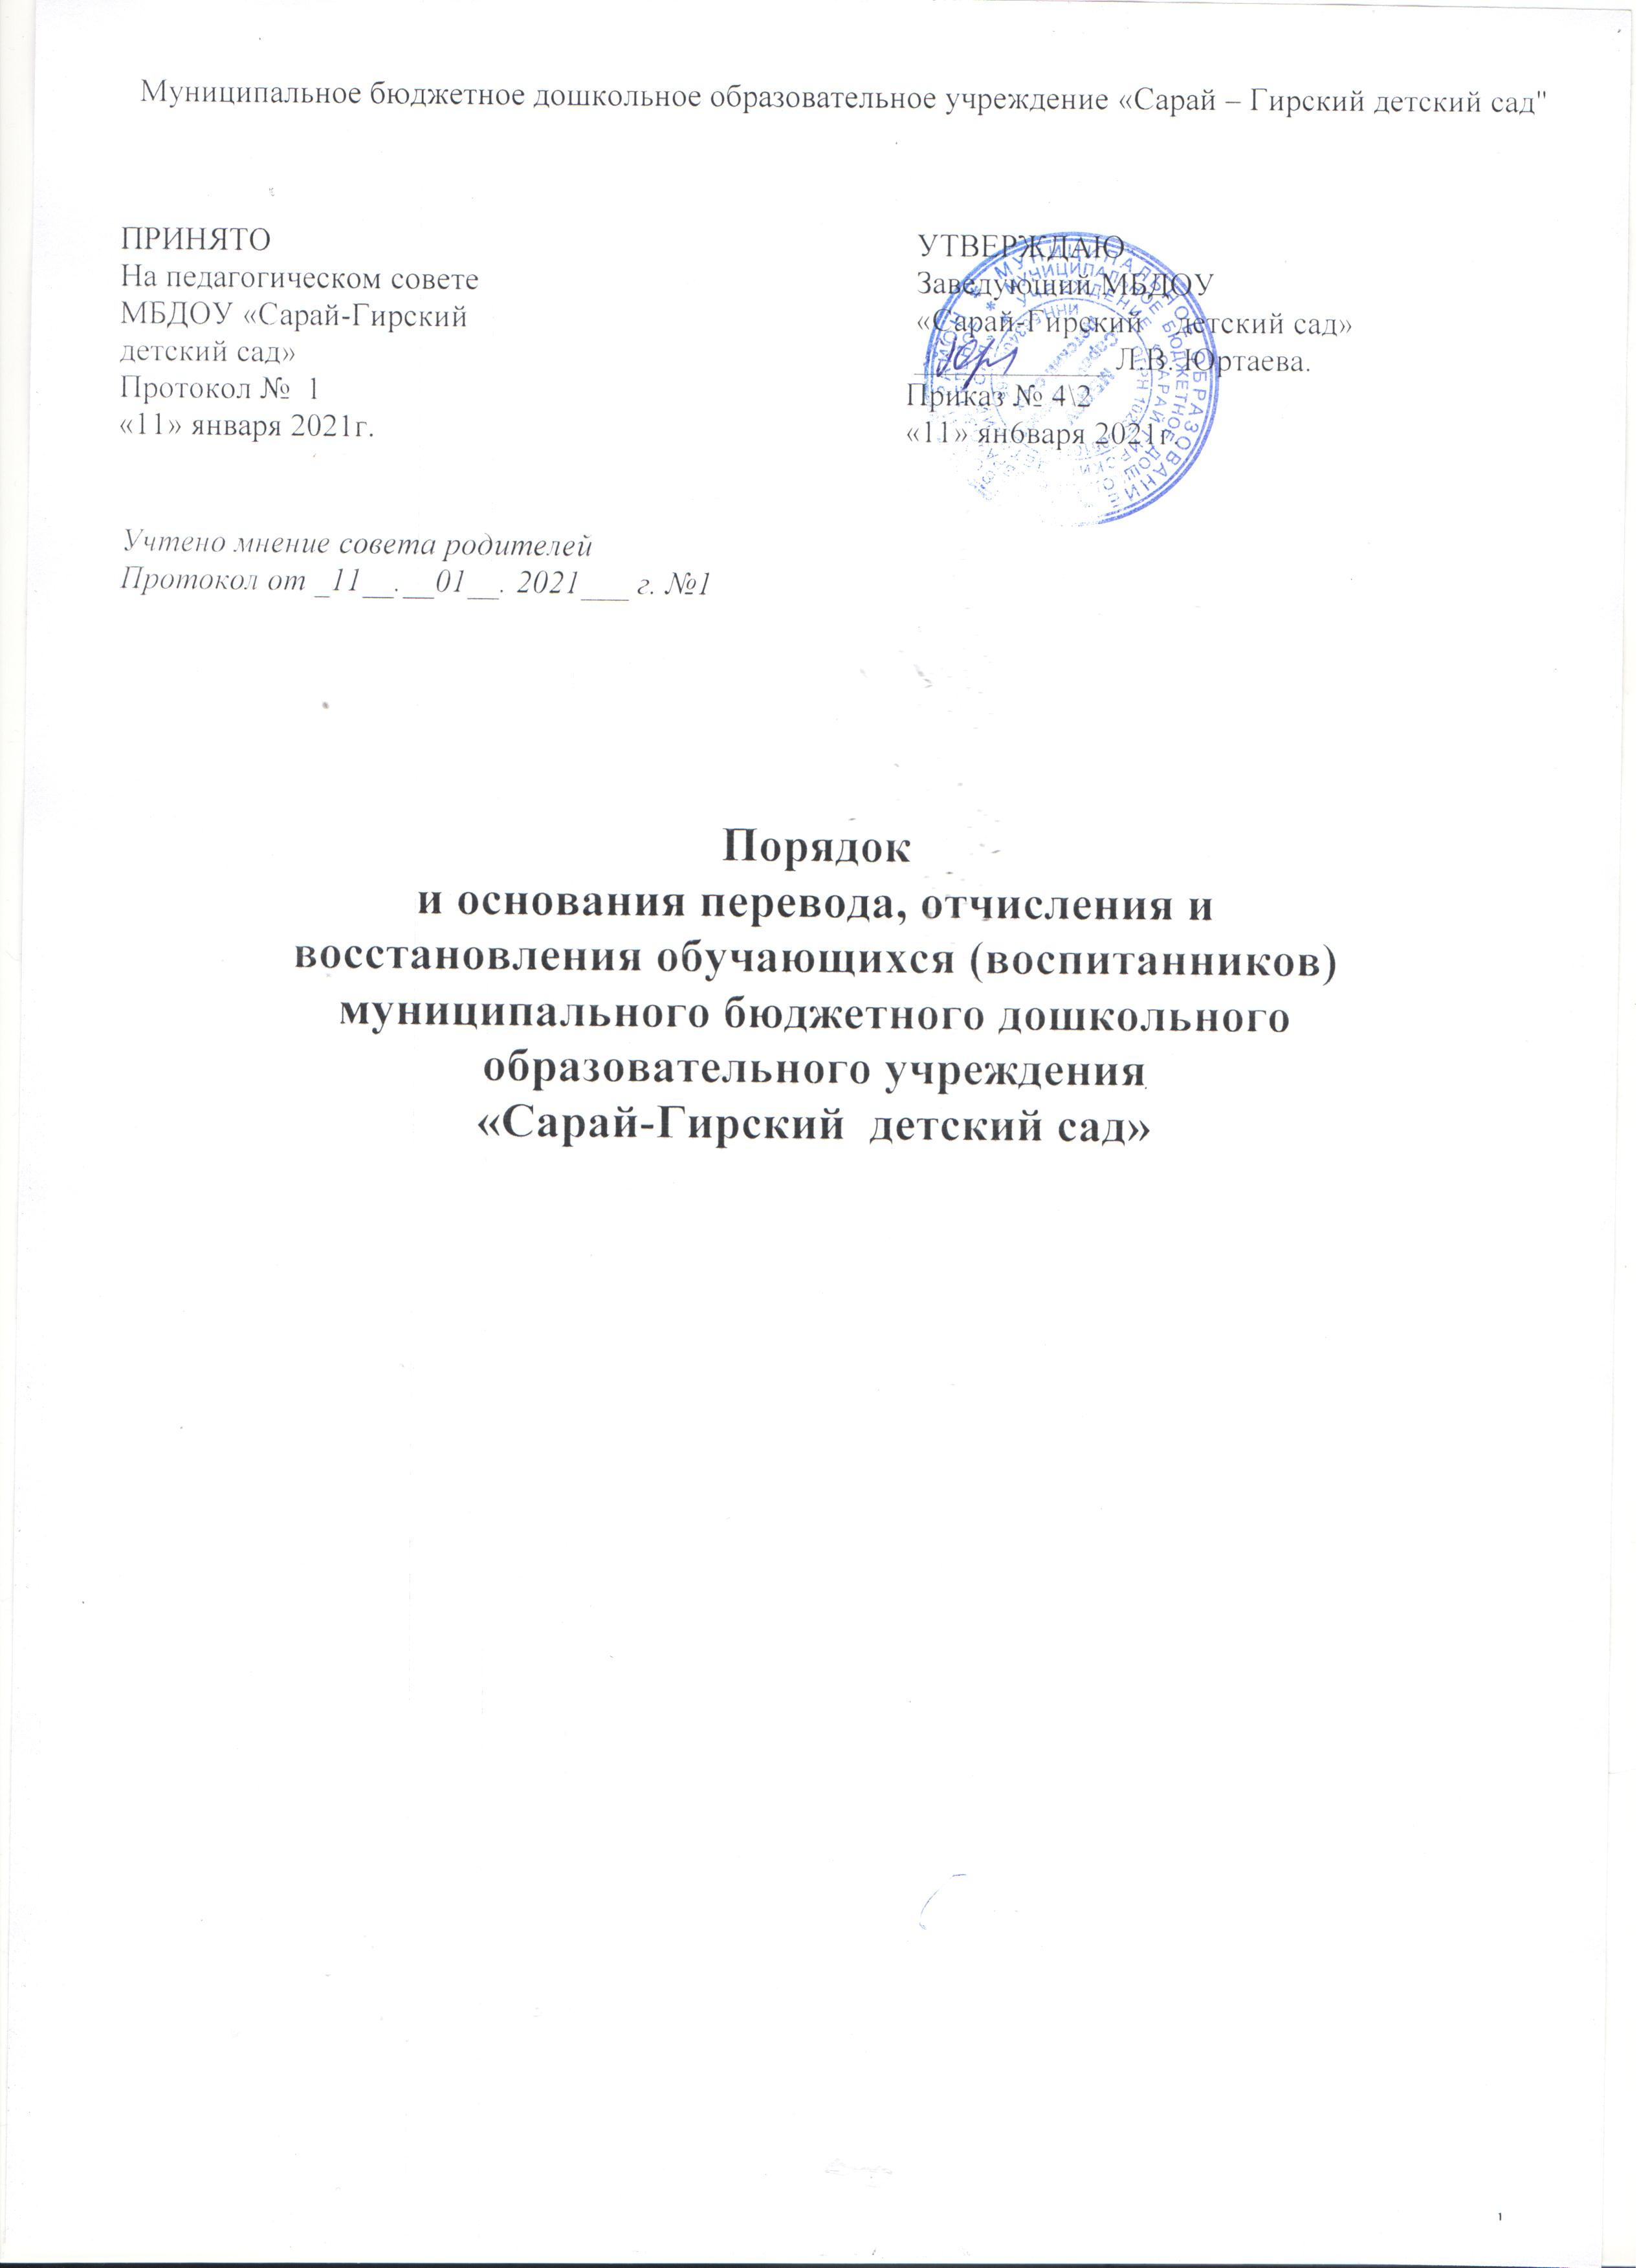 Муниципальное бюджетное дошкольное образовательное учреждение «Сарай – Гирский детский сад"
ПРИНЯТО
На педагогическом совете
МБДОУ «Сарай-Гирский
детский сад»
Протокол № 1
«11» января 2021г.
УТВЕРЖДАЮ
Заведующий МБДОУ
«Сарай-Гирский детский сад»
____________ Л.В. Юртаева.
Приказ № 4\2
«11» янбваря 2021г.
Учтено мнение совета родителей
Протокол от _11__.__01__. 2021___ г. №1
Порядок
и основания перевода, отчисления и
восстановления обучающихся (воспитанников)
муниципального бюджетного дошкольного
образовательного учреждения
«Сарай-Гирский детский сад»
1